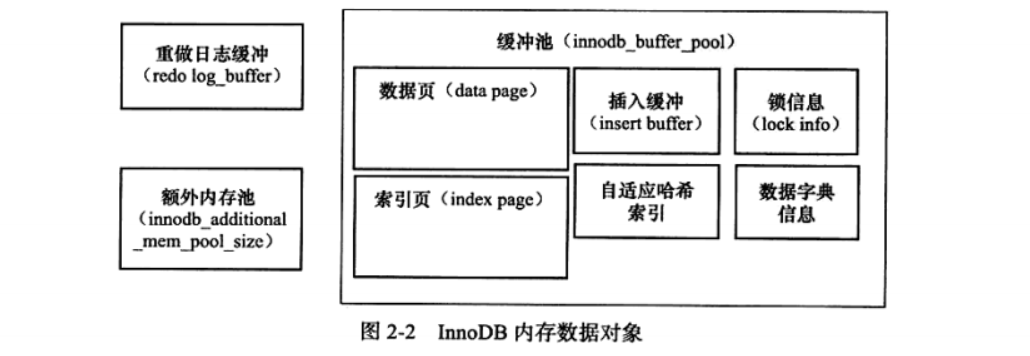 重做日志缓冲
（redo log_buffer）
额外内存池
（innodb_additional
_mem_pool_size）
缓冲池（innodb_buffer_pool）
数据页（data page）
插入缓冲
（insert buffer）
锁信息
（lock info）
索引页（index page）
自适应哈希
索引
数据字典
信息
图 2-2 InnoDB 内存数据对象